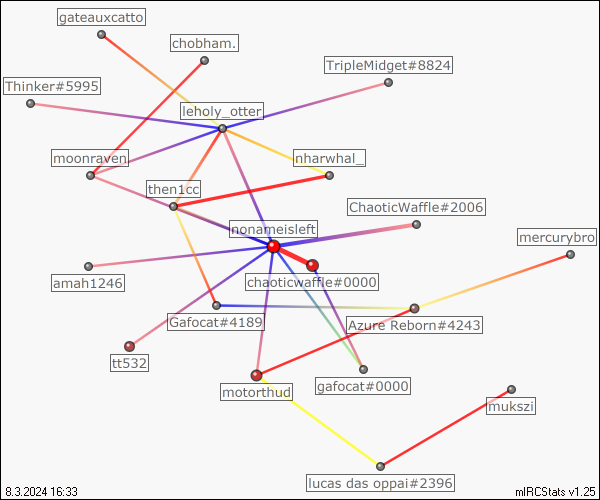 gateauxcatto
chobham.
TripleMidget#8824
Thinker#5995
leholy_otter
moonraven
nharwhal_
then1cc
ChaoticWaffle#2006
nonameisleft
mercurybro
amah1246
chaoticwaffle#0000
Gafocat#4189
Azure Reborn#4243
tt532
motorthud
gafocat#0000
mukszi
lucas das oppai#2396
8.3.2024 16:33
mIRCStats v1.25